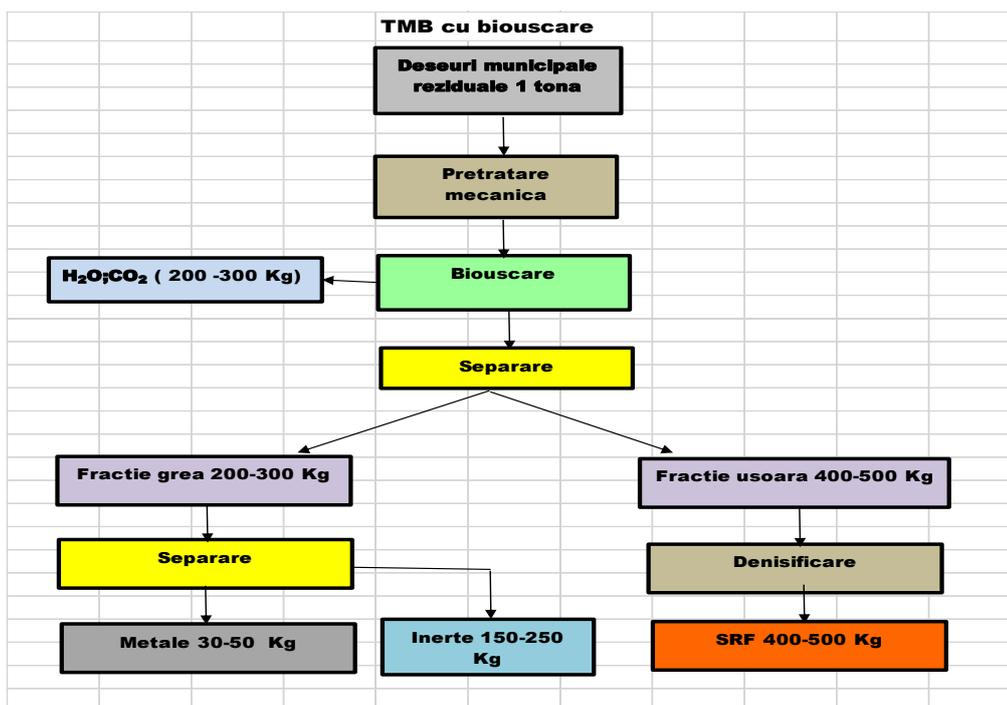 TMB cu biouscare
Deseuri municipale
reziduale 1 tona
Pretratare
mecanica
H₂O;CO₂ ( 200 -300 Kg)
Biouscare
Separare
Fractie grea 200-300 Kg
Fractie usoara 400-500 Kg
Separare
Denisificare
Metale 30-50 Kg
Inerte 150-250
Kg
SRF 400-500 Kg